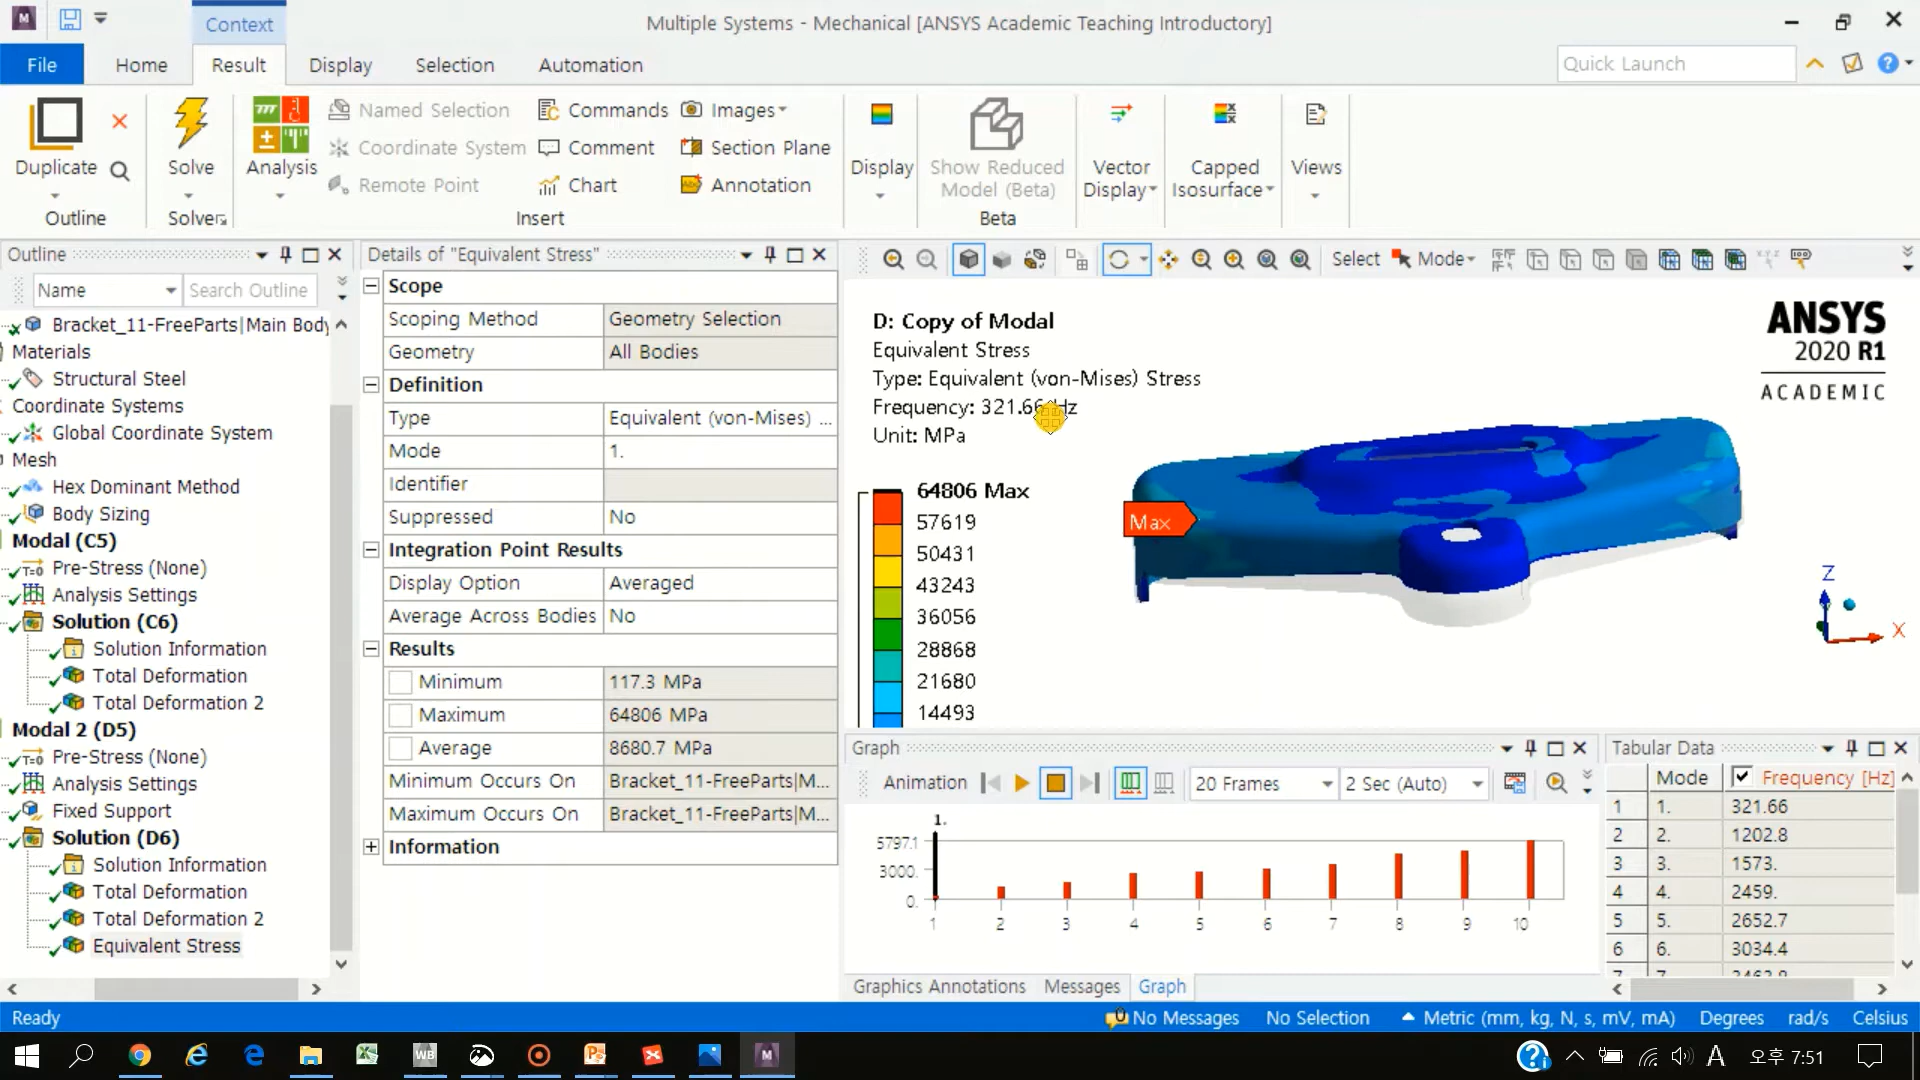 M
Context
Multiple Systems - Mechanical [ANSYS Academic Teaching Introductory]
File
Home
Result
Display
Selection
Automation
Quick Launch
Duplicate
Outline
Solve
Solve
Analysis
Named Selection
Commands
Images
Coordinate System
Comment
Section Plane
Remote Point
Chart
Annotation
Insert
Display
Show Reduced
Model (Beta)
Beta
Vector
Display
Capped
Isosurface
Views
Outline
Name
Search Outline
Bracket_11-FreeParts|Main Body
Materials
Structural Steel
Coordinate Systems
Global Coordinate System
Mesh
Hex Dominant Method
Body Sizing
Modal (C5)
Pre-Stress (None)
Analysis Settings
Solution (C6)
Solution Information
Total Deformation
Total Deformation 2
Modal 2 (D5)
Pre-Stress (None)
Analysis Settings
Fixed Support
Solution (D6)
Solution Information
Total Deformation
Total Deformation 2
Equivalent Stress
Details of "Equivalent Stress"
Scope
Scoping Method Geometry Selection
Geometry All Bodies
Definition
Type Equivalent (von-Mises) ...
Mode 1.
Identifier
Suppressed No
Integration Point Results
Display Option Averaged
Average Across Bodies No
Results
Minimum 117.3 MPa
Maximum 64806 MPa
Average 8680.7 MPa
Minimum Occurs On Bracket_11-FreeParts|M...
Maximum Occurs On Bracket_11-FreeParts|M...
Information
Select
Mode
D: Copy of Modal
Equivalent Stress
Type: Equivalent (von-Mises) Stress
Frequency: 321.66 Hz
Unit: MPa
64806 Max
57619
50431
43243
36056
28868
21680
14493
Max
ANSYS
2020 R1
ACADEMIC
Z
X
Graph
Animation
20 Frames
2 Sec (Auto)
1.
5797.1
3000.
0.
1 2 3 4 5 6 7 8 9 10
Graphics Annotations
Messages
Graph
Tabular Data
Mode Frequency [Hz]
1 1. 321.66
2 2. 1202.8
3 3. 1573.
4 4. 2459.
5 5. 2652.7
6 6. 3034.4
Ready
No Messages
No Selection
Metric (mm, kg, N, s, mV, mA)
Degrees
rad/s
Celsius
WB
M
A
오후 7:51